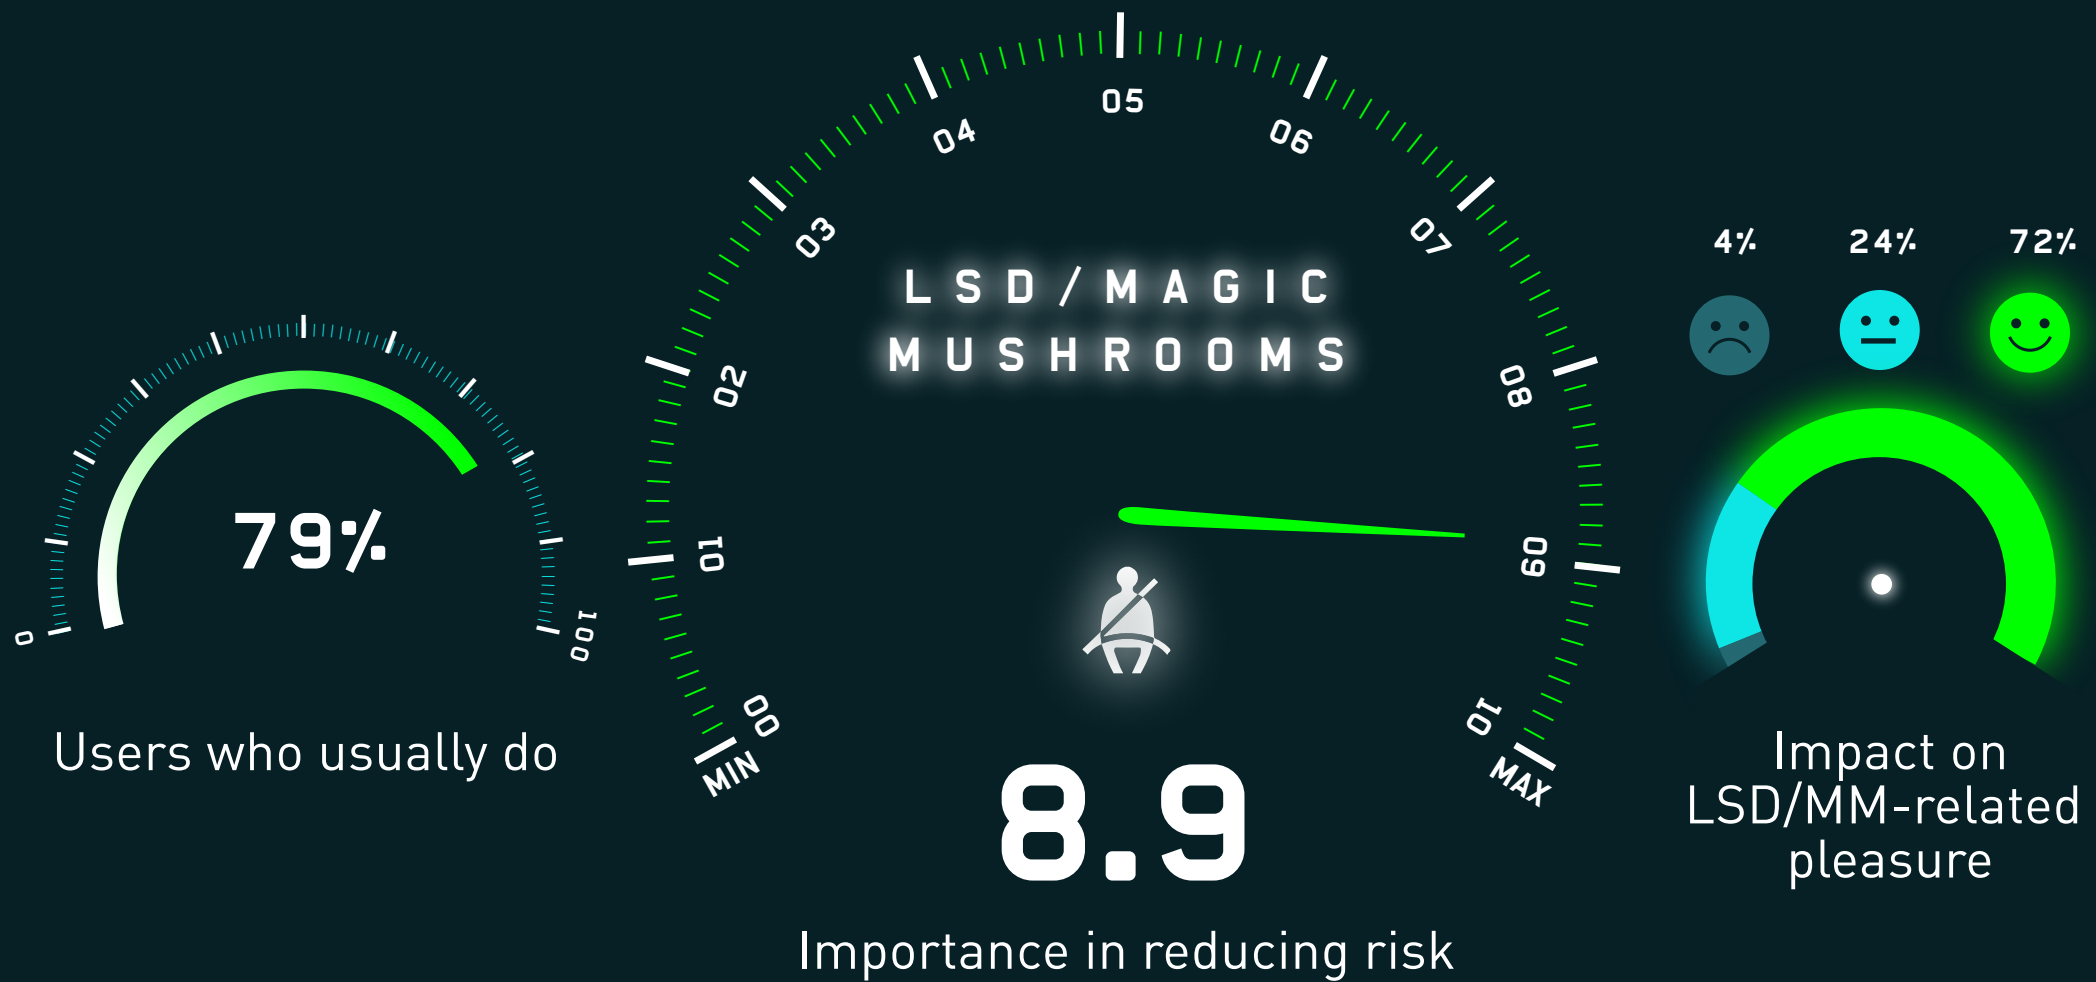 0
79%
100
Users who usually do
MIN
00
01
02
03
04
05
06
07
08
09
10
MAX
LSD/MAGIC
MUSHROOMS
8.9
Importance in reducing risk
4%
24%
72%
Impact on
LSD/MM-related
pleasure